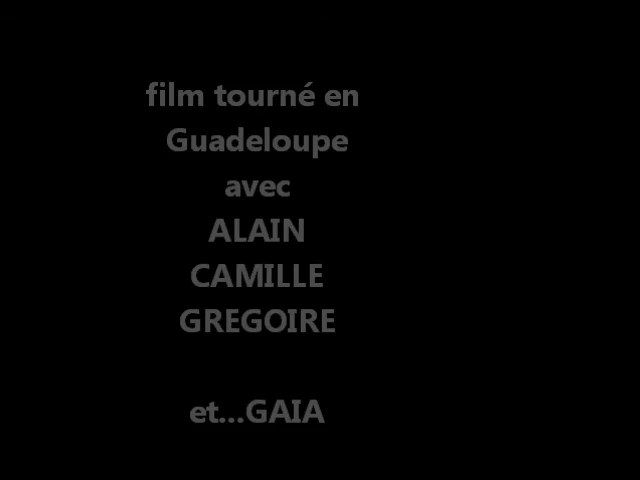 film tourné en
Guadeloupe
avec
ALAIN
CAMILLE
GREGOIRE
et...GAIA